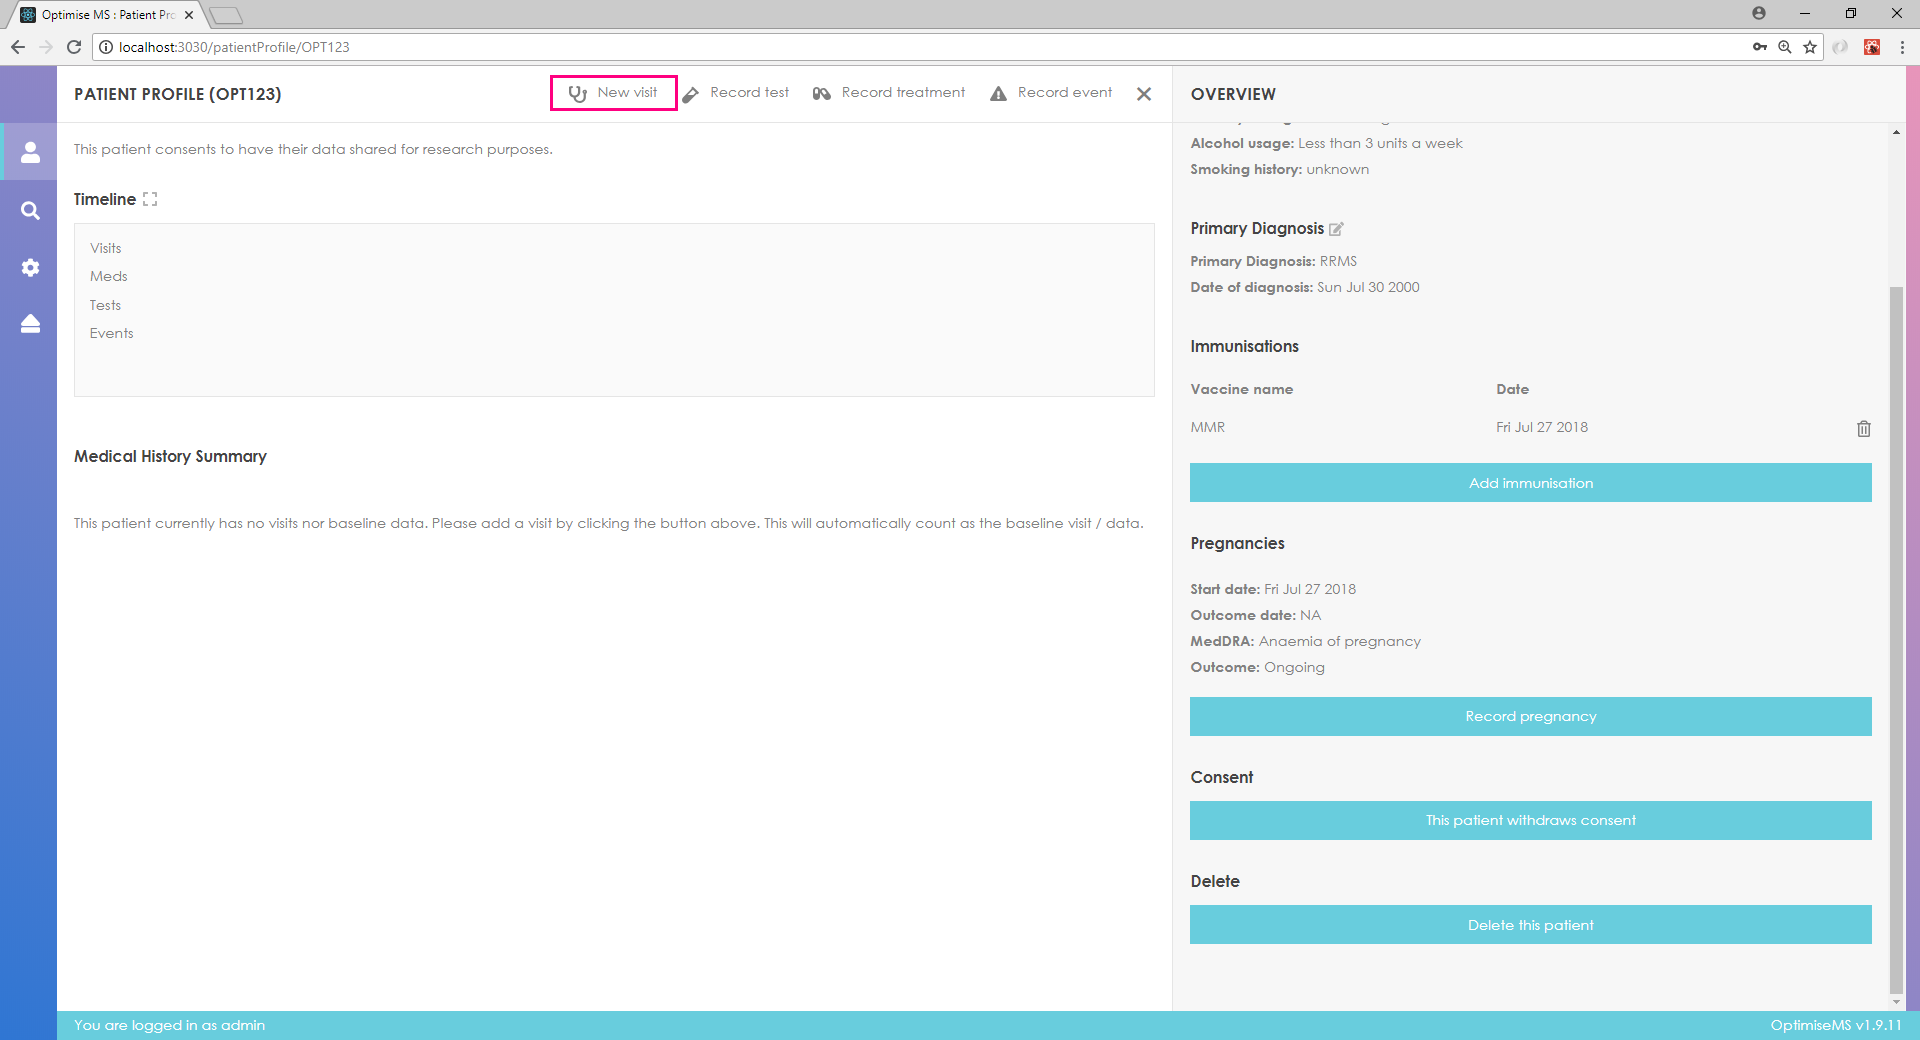 Optimise MS : Patient Pro
localhost:3030/patientProfile/OPT123
PATIENT PROFILE (OPT123)
New visit
Record test
Record treatment
Record event
This patient consents to have their data shared for research purposes.
Timeline
Visits
Meds
Tests
Events
Medical History Summary
This patient currently has no visits nor baseline data. Please add a visit by clicking the button above. This will automatically count as the baseline visit / data.
OVERVIEW
Alcohol usage: Less than 3 units a week
Smoking history: unknown
Primary Diagnosis
Primary Diagnosis: RRMS
Date of diagnosis: Sun Jul 30 2000
Immunisations
Vaccine name Date
MMR Fri Jul 27 2018
Add immunisation
Pregnancies
Start date: Fri Jul 27 2018
Outcome date: NA
MedDRA: Anaemia of pregnancy
Outcome: Ongoing
Record pregnancy
Consent
This patient withdraws consent
Delete
Delete this patient
You are logged in as admin
OptimiseMS v1.9.11